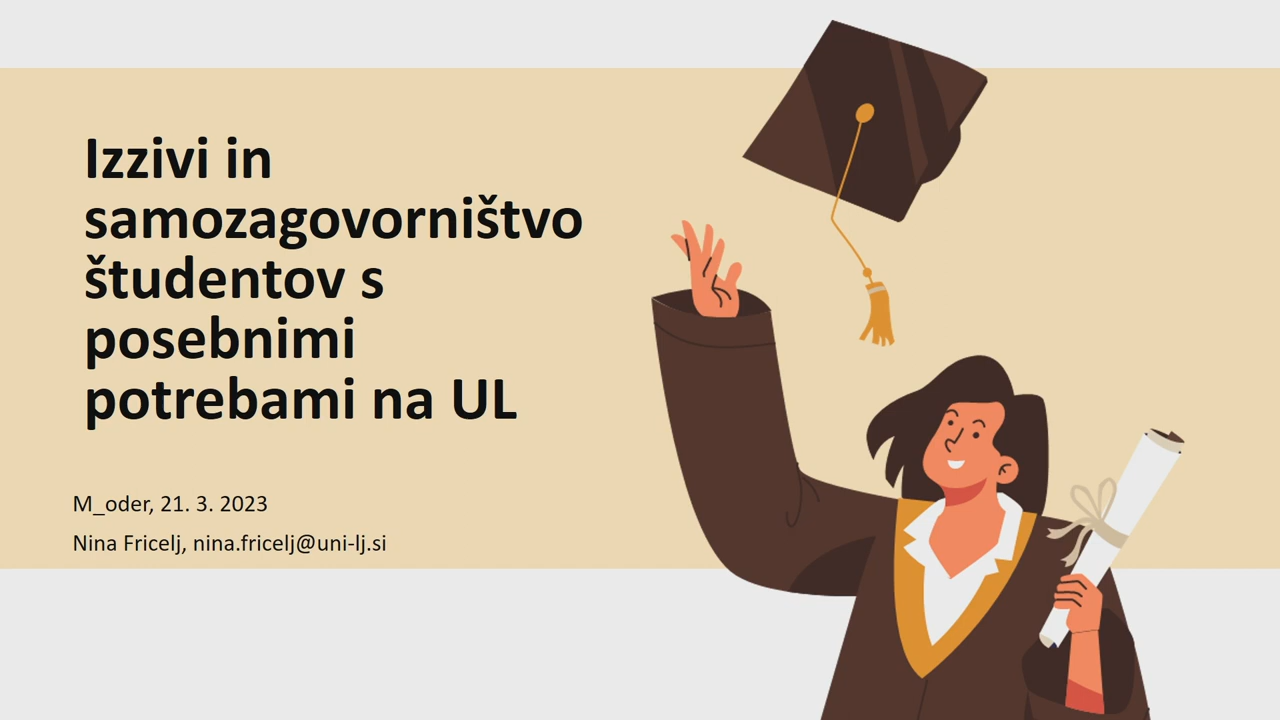 Izzivi in
samozagovorništvo
študentov s
posebnimi
potrebami na UL
M_oder, 21. 3. 2023
Nina Fricelj, nina.fricelj@uni-lj.si